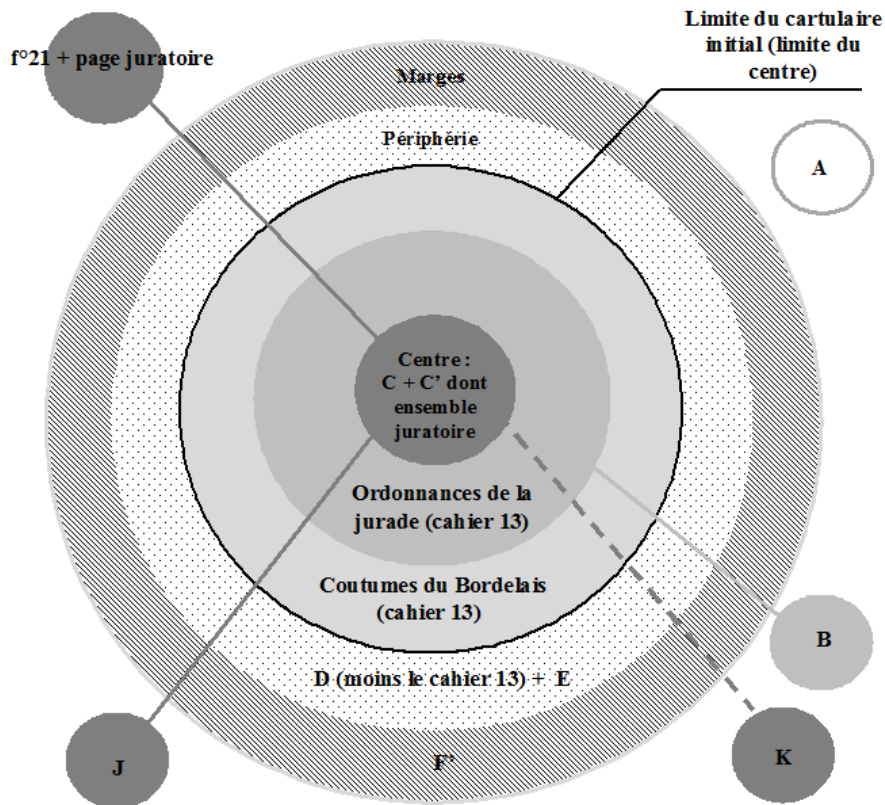 Limite du cartulaire
initial (limite du
centre)
f°21 + page juratoire
Marges
Périphérie
A
Centre :
C + C’ dont
ensemble
juratoire
Ordonnances de la
jurade (cahier 13)
Coutumes du Bordelais
(cahier 13)
B
D (moins le cahier 13) + E
K
J
F’